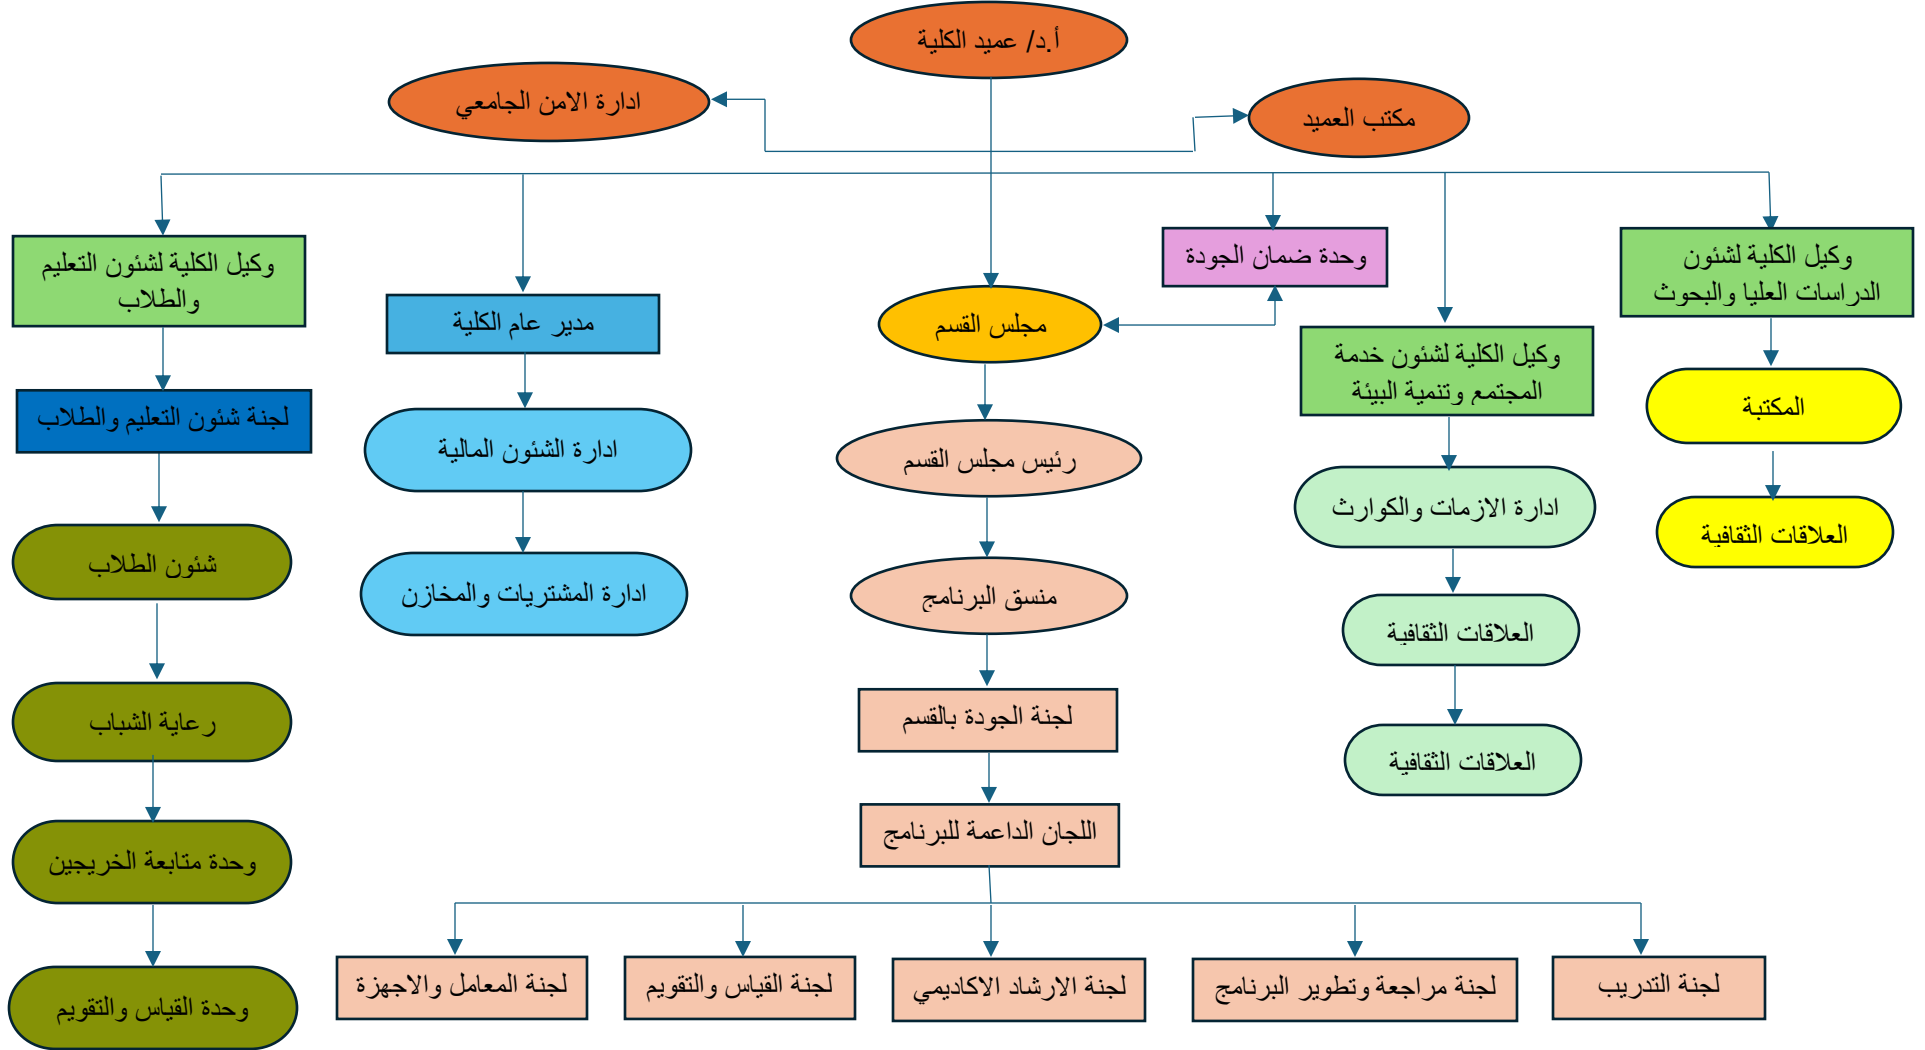 أ.د/ عميد الكلية
مكتب العميد
ادارة الامن الجامعي
وكيل الكلية لشئون
الدراسات العليا والبحوث
المكتبة
العلاقات الثقافية
وكيل الكلية لشئون خدمة
المجتمع وتنمية البيئة
ادارة الازمات والكوارث
العلاقات الثقافية
العلاقات الثقافية
وحدة ضمان الجودة
مجلس القسم
رئيس مجلس القسم
منسق البرنامج
لجنة الجودة بالقسم
اللجان الداعمة للبرنامج
لجنة التدريب
لجنة مراجعة وتطوير البرنامج
لجنة الارشاد الاكاديمي
لجنة القياس والتقويم
لجنة المعامل والاجهزة
مدير عام الكلية
ادارة الشئون المالية
ادارة المشتريات والمخازن
وكيل الكلية لشئون التعليم
والطلاب
لجنة شئون التعليم والطلاب
شئون الطلاب
رعاية الشباب
وحدة متابعة الخريجين
وحدة القياس والتقويم